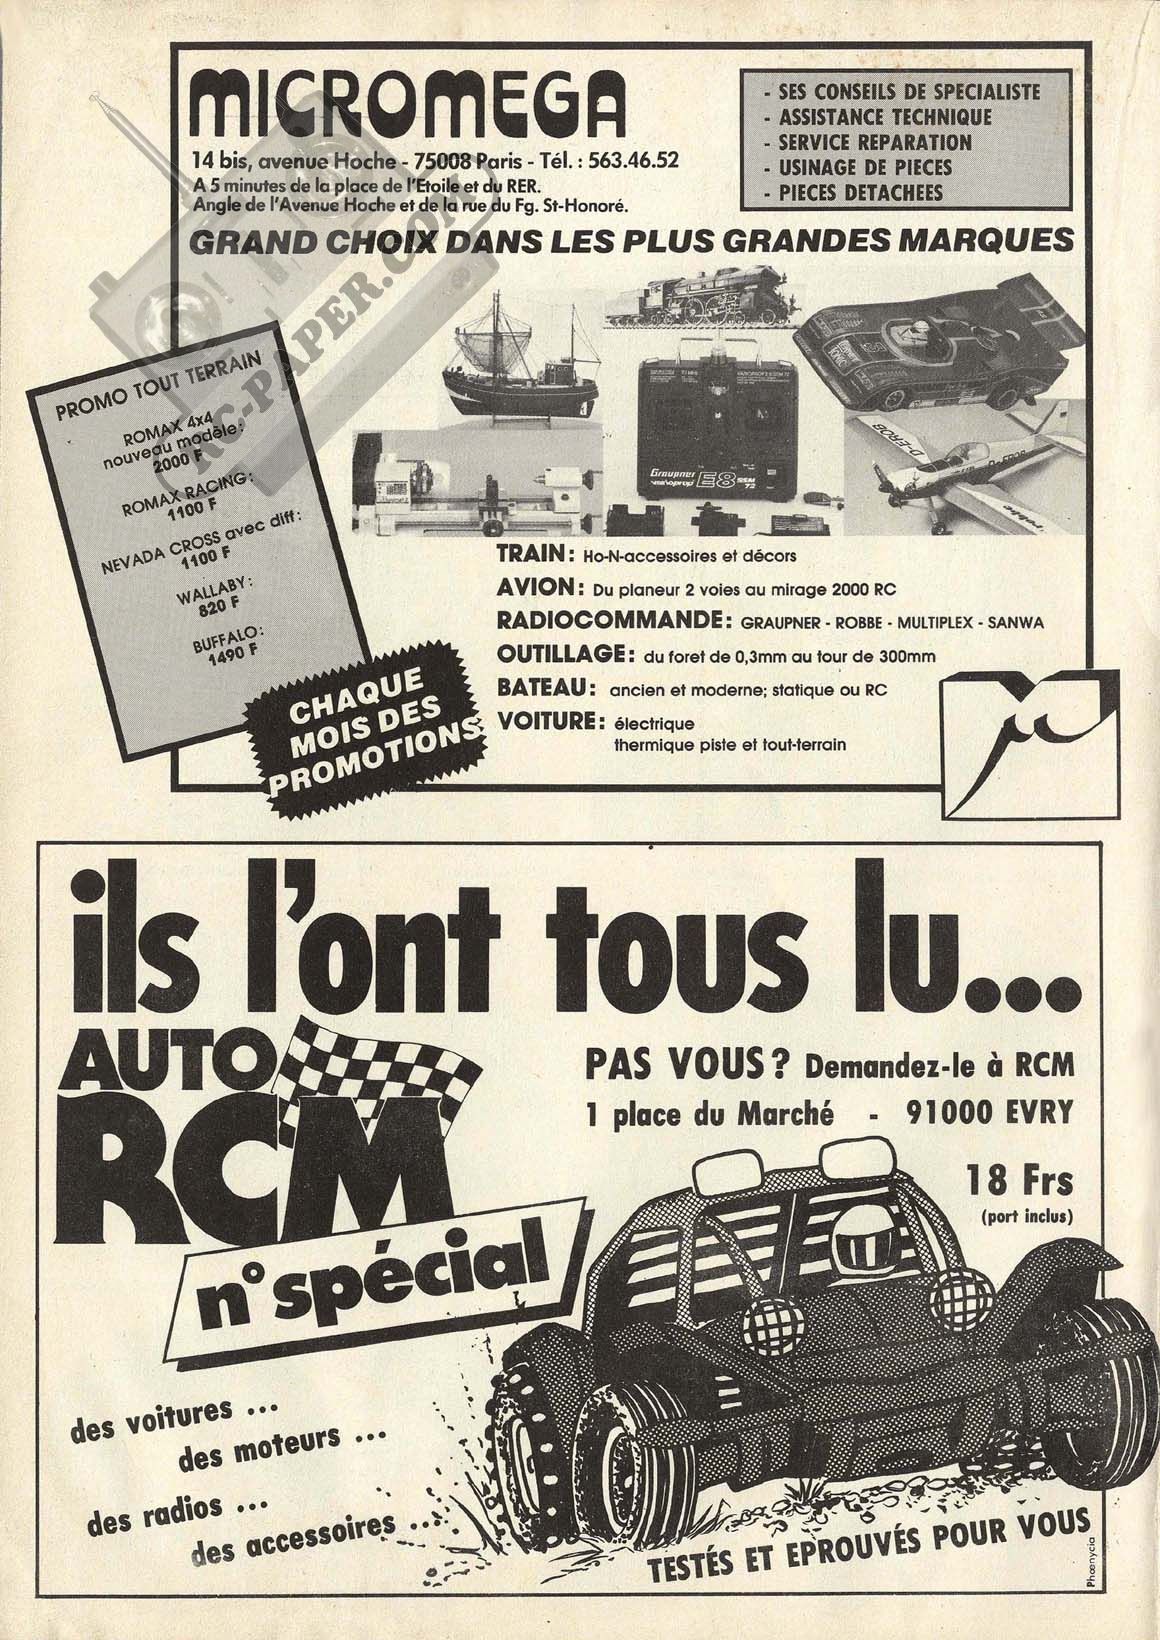 MICROMEGA
14 bis, avenue Hoche - 75008 Paris - Tél. : 563.46.52
A 5 minutes de la place de l'Etoile et du RER.
Angle de l'Avenue Hoche et de la rue du Fg. St-Honoré.
- SES CONSEILS DE SPECIALISTE
- ASSISTANCE TECHNIQUE
- SERVICE REPARATION
- USINAGE DE PIECES
- PIECES DETACHEES
GRAND CHOIX DANS LES PLUS GRANDES MARQUES
RC-PAPER.COM
PROMO TOUT TERRAIN
ROMAX 4x4
nouveau modèle:
2000 F
ROMAX RACING:
1100 F
NEVADA CROSS avec diff:
1100 F
WALLABY:
820 F
BUFFALO:
1490 F
CHAQUE
MOIS DES
PROMOTIONS
Graupner
varioprop
E8 SSM
72
D-EROB
D-EROB
robbe
TRAIN: Ho-N-accessoires et décors
AVION: Du planeur 2 voies au mirage 2000 RC
RADIOCOMMANDE: GRAUPNER - ROBBE - MULTIPLEX - SANWA
OUTILLAGE: du foret de 0,3mm au tour de 300mm
BATEAU: ancien et moderne; statique ou RC
VOITURE: électrique
thermique piste et tout-terrain
ils l'ont tous lu...
AUTO
RCM
n° spécial
PAS VOUS? Demandez-le à RCM
1 place du Marché - 91000 EVRY
18 Frs
(port inclus)
des voitures ...
des moteurs ...
des radios ...
des accessoires ...
TESTÉS ET EPROUVÉS POUR VOUS
Phœnycia